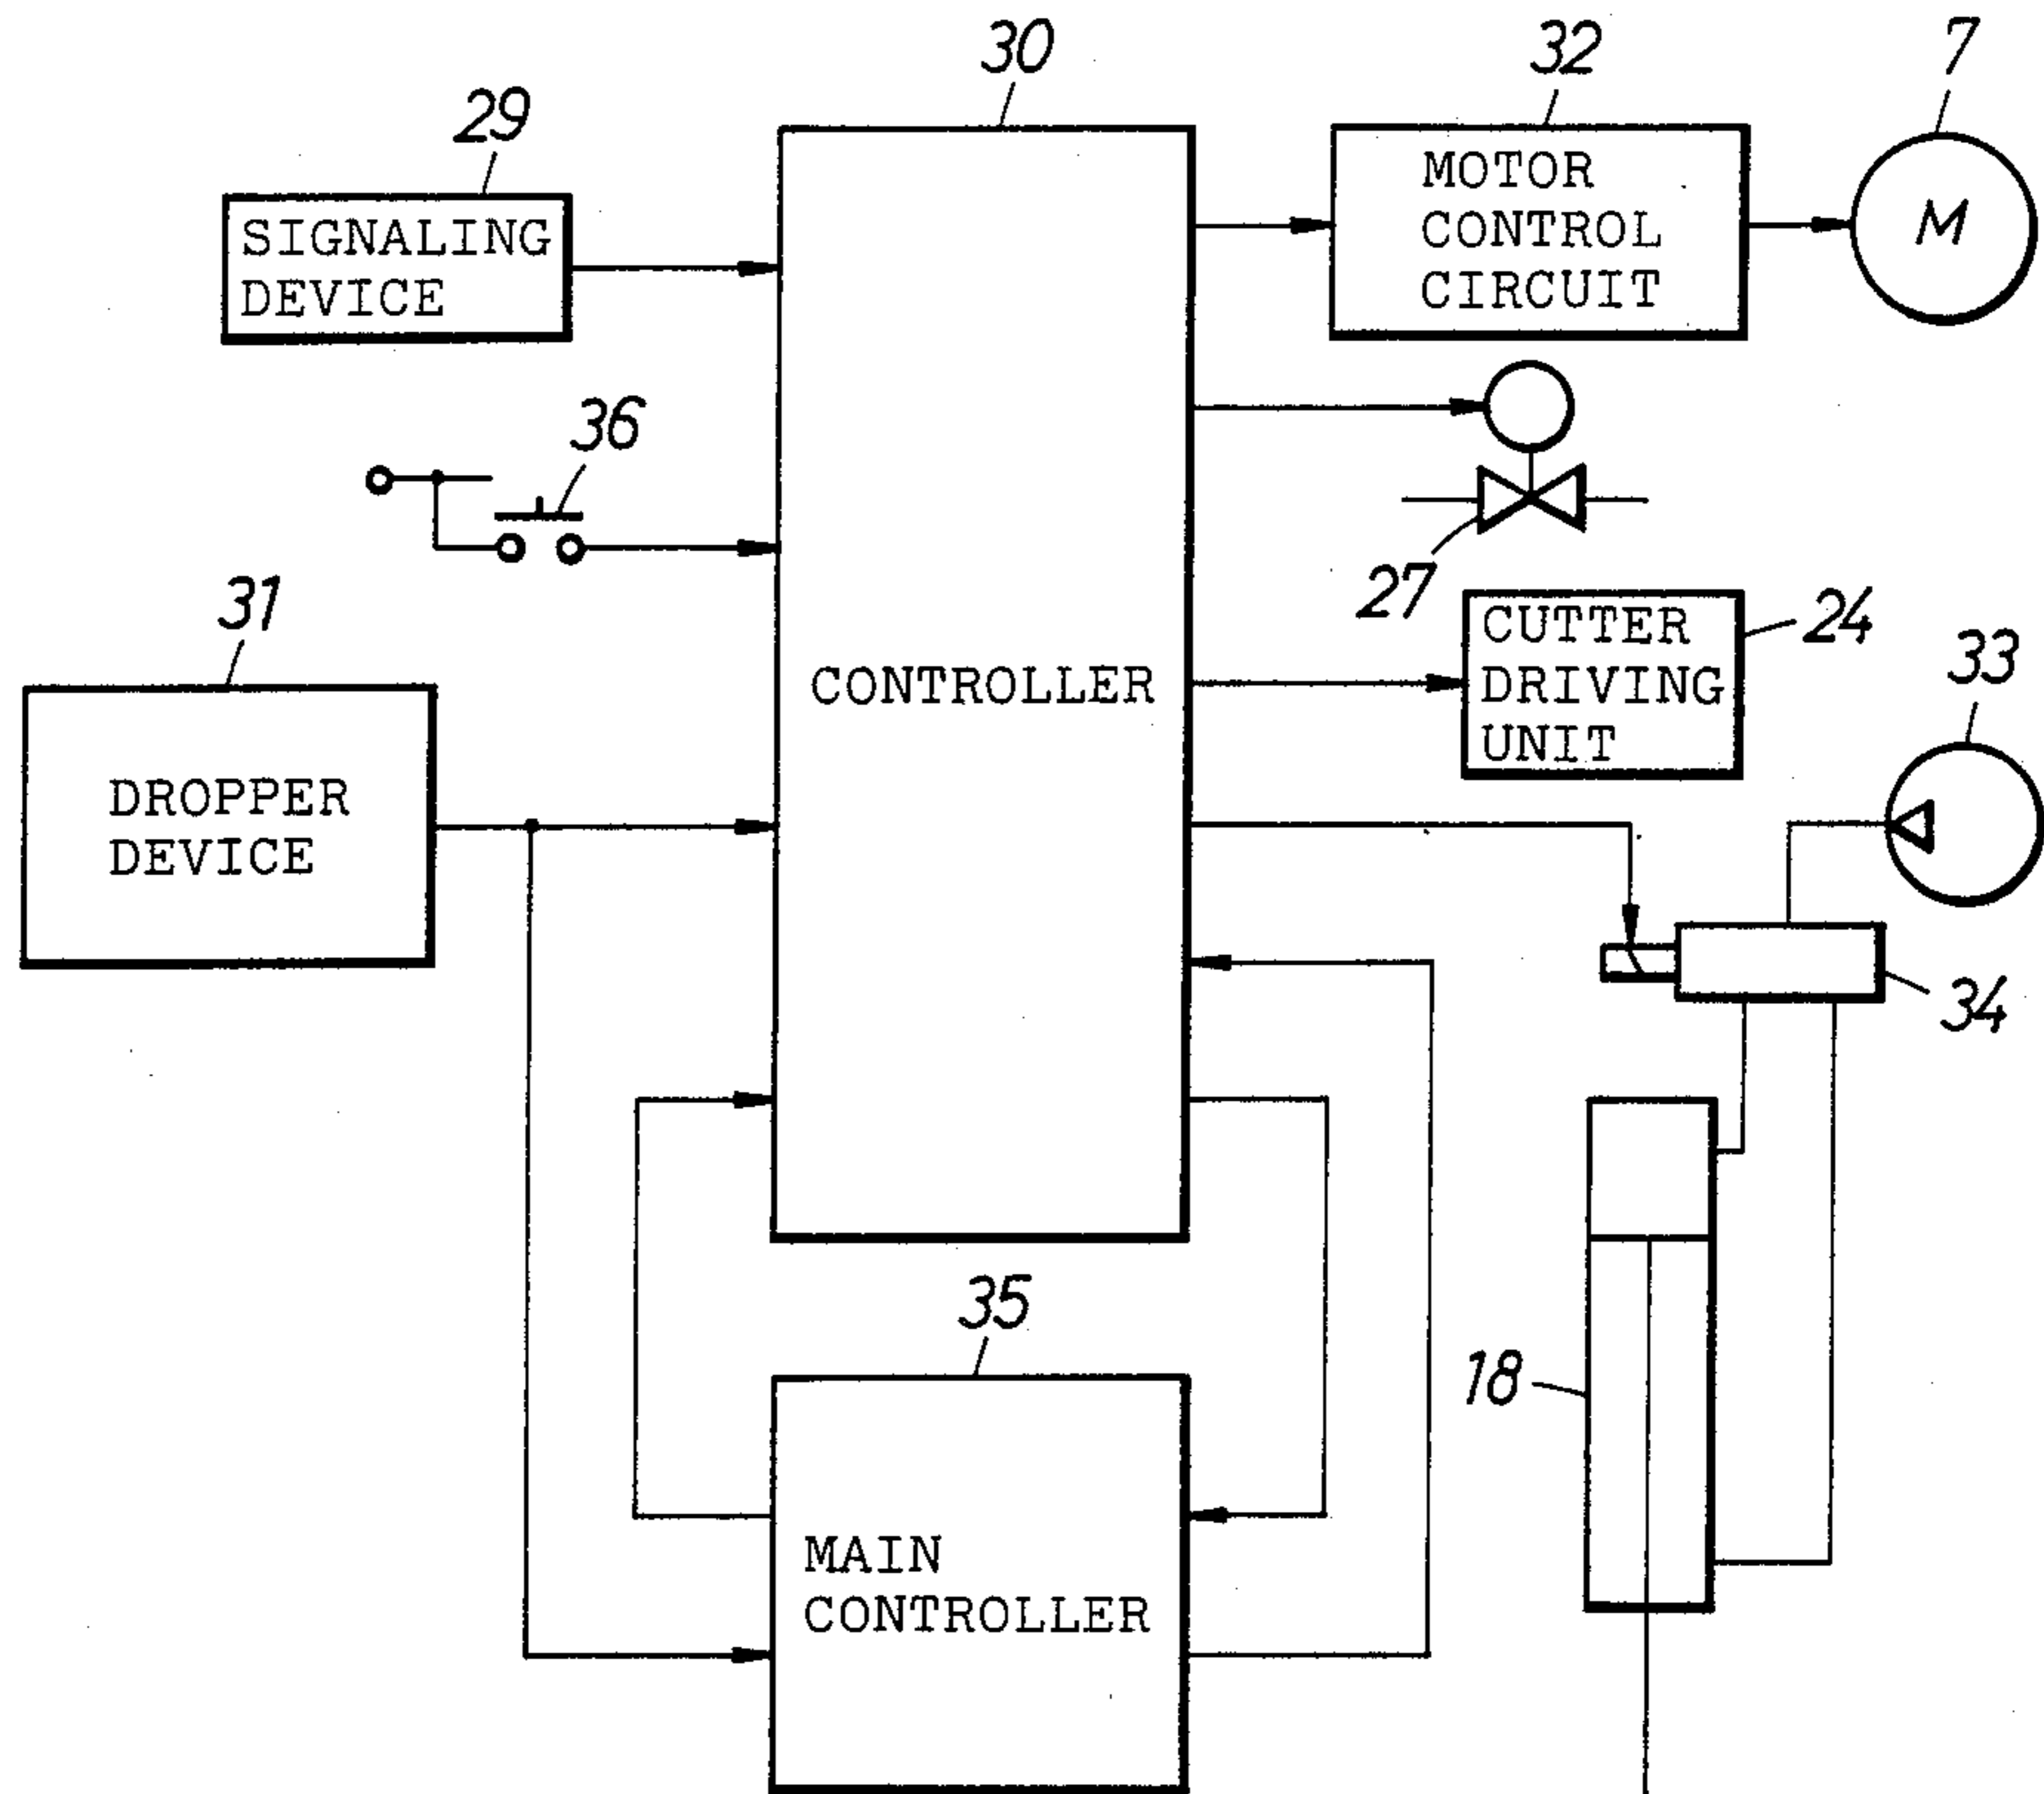 30
32
7
29
MOTOR
CONTROL
CIRCUIT
M
SIGNALING
DEVICE
36
27
31
CUTTER
DRIVING
UNIT
24
33
CONTROLLER
DROPPER
DEVICE
34
35
18
MAIN
CONTROLLER